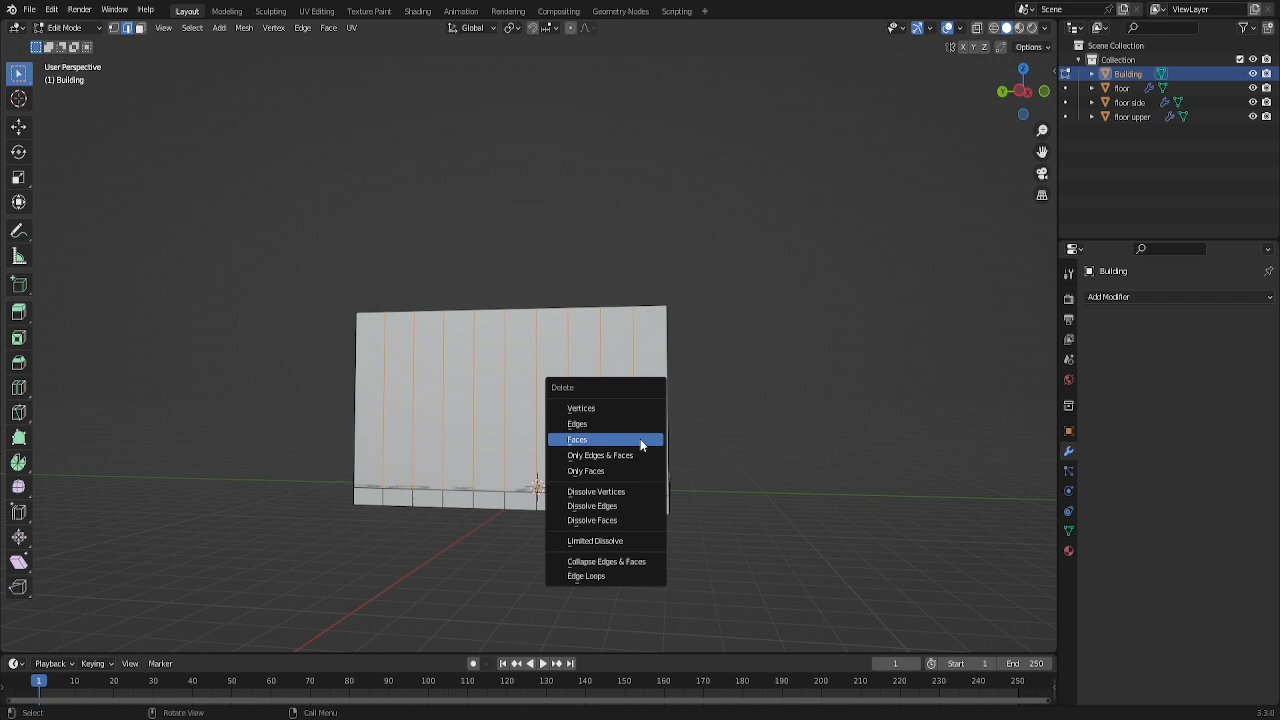 File Edit Render Window Help Layout Modeling Sculpting UV Editing Texture Paint Shading Animation Rendering Compositing Geometry Nodes Scripting + Scene ViewLayer
Edit Mode View Select Add Mesh Vertex Edge Face UV Global
X Y Z Options
User Perspective
(1) Building
Z
Y X
Scene Collection
Collection
Building
floor
floor side
floor upper
Building
Add Modifier
Delete
Vertices
Edges
Faces
Only Edges & Faces
Only Faces
Dissolve Vertices
Dissolve Edges
Dissolve Faces
Limited Dissolve
Collapse Edges & Faces
Edge Loops
Playback Keying View Marker 1 Start 1 End 250
1 10 20 30 40 50 60 70 80 90 100 110 120 130 140 150 160 170 180 190 200 210 220 230 240 250
Select Rotate View Call Menu 3.3.0